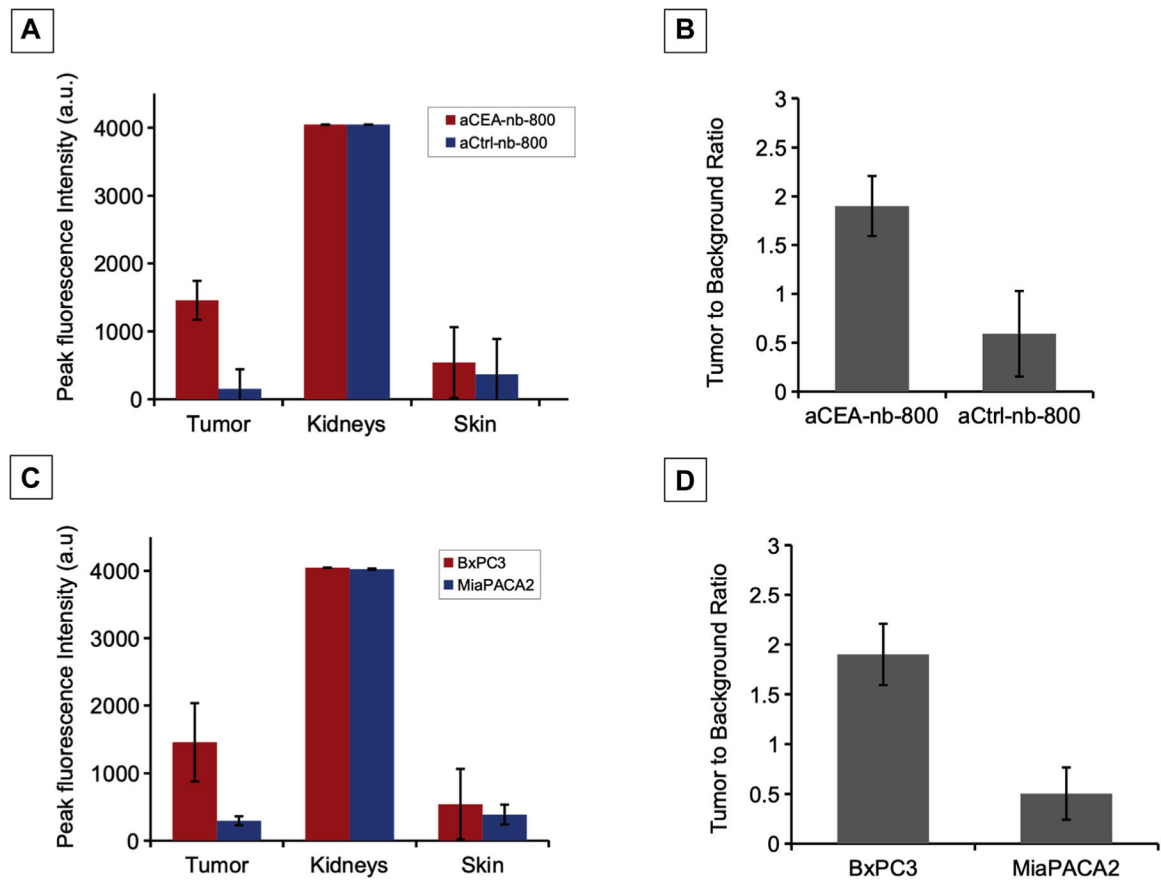 A
Peak fluorescence Intensity (a.u.)
4000
3000
2000
1000
0
aCEA-nb-800
aCtrl-nb-800
Tumor Kidneys Skin
B
Tumor to Background Ratio
3
2.5
2
1.5
1
0.5
0
aCEA-nb-800 aCtrl-nb-800
C
Peak fluorescence Intensity (a.u)
4000
3000
2000
1000
0
BxPC3
MiaPACA2
Tumor Kidneys Skin
D
Tumor to Background Ratio
3
2.5
2
1.5
1
0.5
0
BxPC3 MiaPACA2